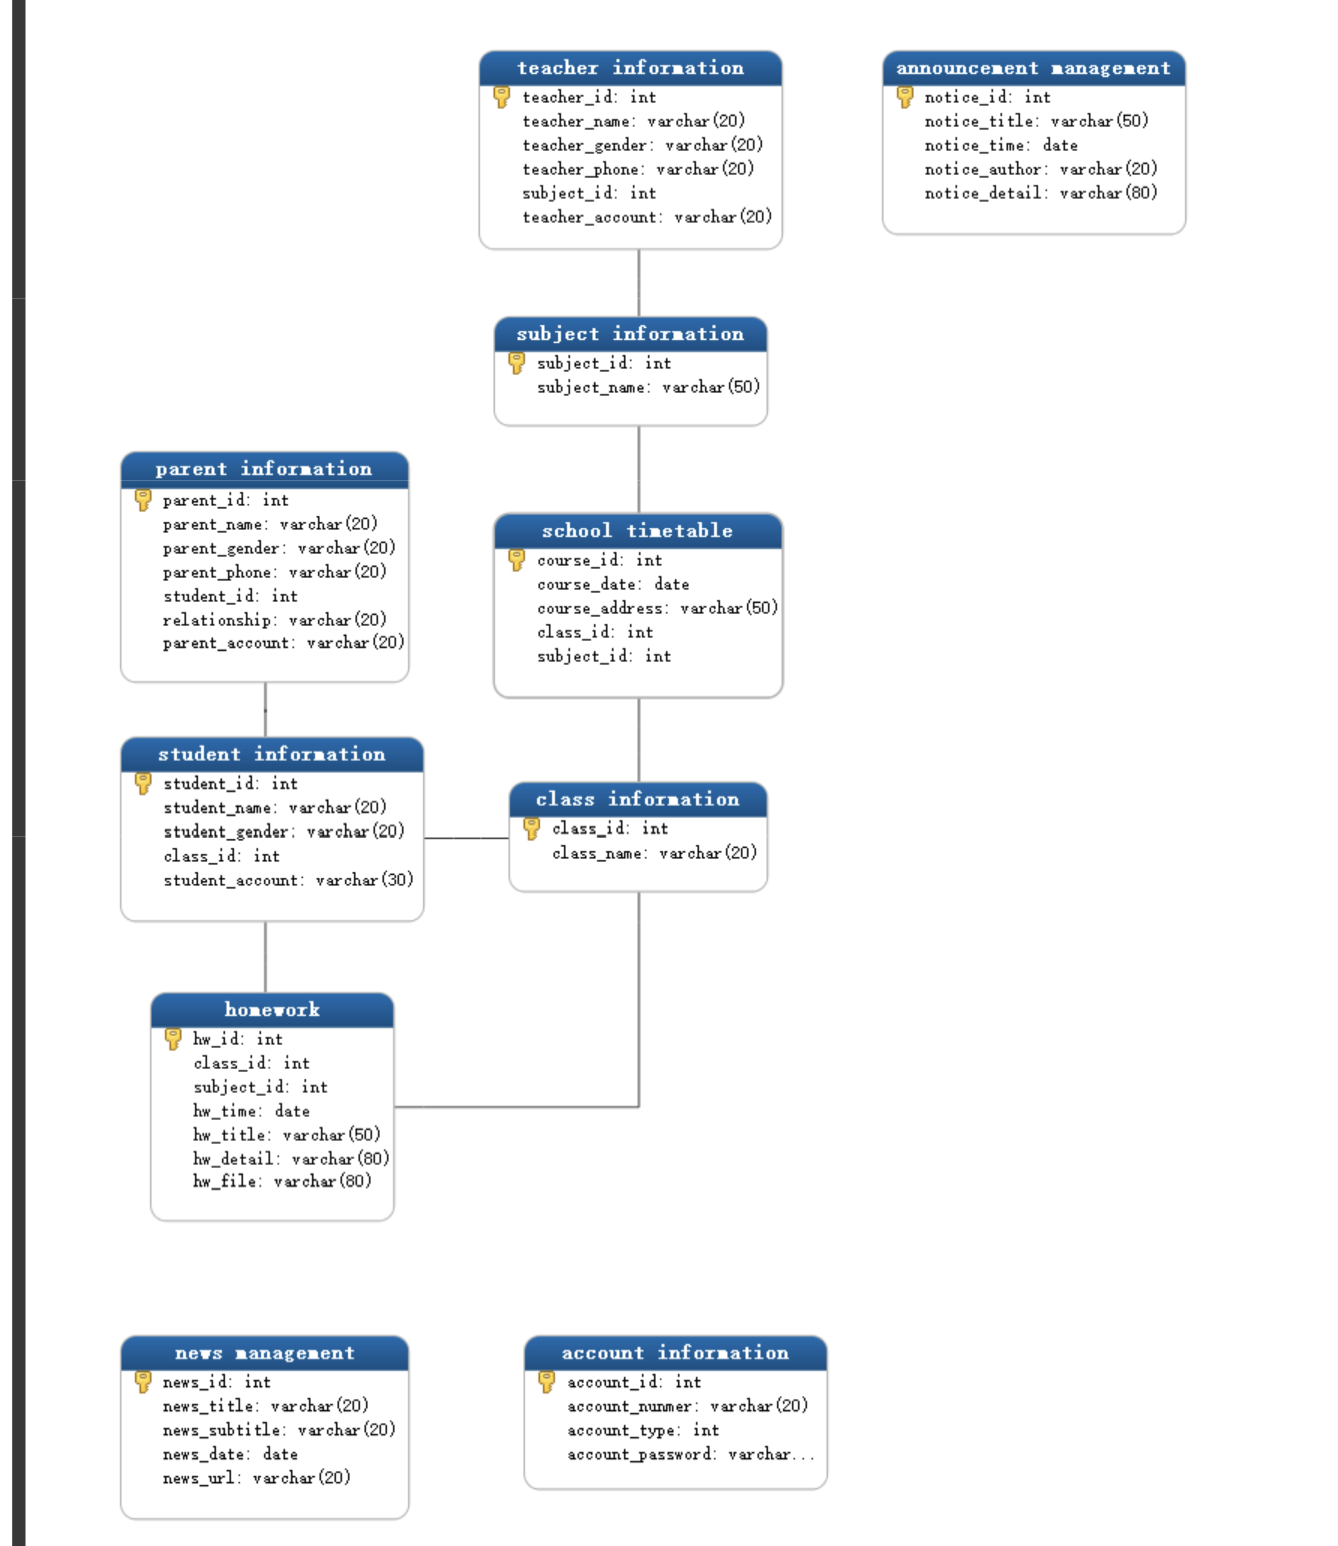 teacher information
teacher_id: int
teacher_name: varchar(20)
teacher_gender: varchar(20)
teacher_phone: varchar(20)
subject_id: int
teacher_account: varchar(20)
announcement management
notice_id: int
notice_title: varchar(50)
notice_time: date
notice_author: varchar(20)
notice_detail: varchar(80)
subject information
subject_id: int
subject_name: varchar(50)
parent information
parent_id: int
parent_name: varchar(20)
parent_gender: varchar(20)
parent_phone: varchar(20)
student_id: int
relationship: varchar(20)
parent_account: varchar(20)
school timetable
course_id: int
course_date: date
course_address: varchar(50)
class_id: int
subject_id: int
student information
student_id: int
student_name: varchar(20)
student_gender: varchar(20)
class_id: int
student_account: varchar(30)
class information
class_id: int
class_name: varchar(20)
homework
hw_id: int
class_id: int
subject_id: int
hw_time: date
hw_title: varchar(50)
hw_detail: varchar(80)
hw_file: varchar(80)
news management
news_id: int
news_title: varchar(20)
news_subtitle: varchar(20)
news_date: date
news_url: varchar(20)
account information
account_id: int
account_nunmer: varchar(20)
account_type: int
account_password: varchar...